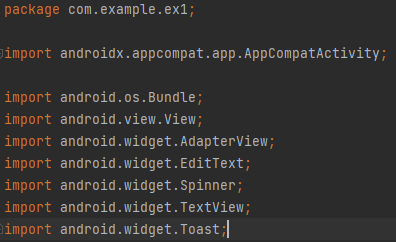 package com.example.ex1;
import androidx.appcompat.app.AppCompatActivity;
import android.os.Bundle;
import android.view.View;
import android.widget.AdapterView;
import android.widget.EditText;
import android.widget.Spinner;
import android.widget.TextView;
import android.widget.Toast;